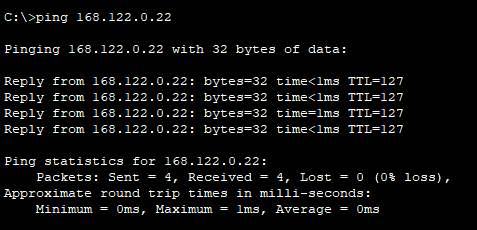 C:\>ping 168.122.0.22
Pinging 168.122.0.22 with 32 bytes of data:
Reply from 168.122.0.22: bytes=32 time<1ms TTL=127
Reply from 168.122.0.22: bytes=32 time<1ms TTL=127
Reply from 168.122.0.22: bytes=32 time=1ms TTL=127
Reply from 168.122.0.22: bytes=32 time<1ms TTL=127
Ping statistics for 168.122.0.22:
Packets: Sent = 4, Received = 4, Lost = 0 (0% loss),
Approximate round trip times in milli-seconds:
Minimum = 0ms, Maximum = 1ms, Average = 0ms